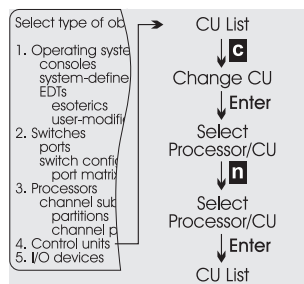 Select type of ob
1. Operating syste
consoles
system-define
EDTs
esoterics
user-modifi
2. Switches
ports
switch config
port matrix
3. Processors
channel sub
partitions
channel p
4. Control units
5. I/O devices
CU List
c
Change CU
Enter
Select
Processor/CU
n
Select
Processor/CU
Enter
CU List